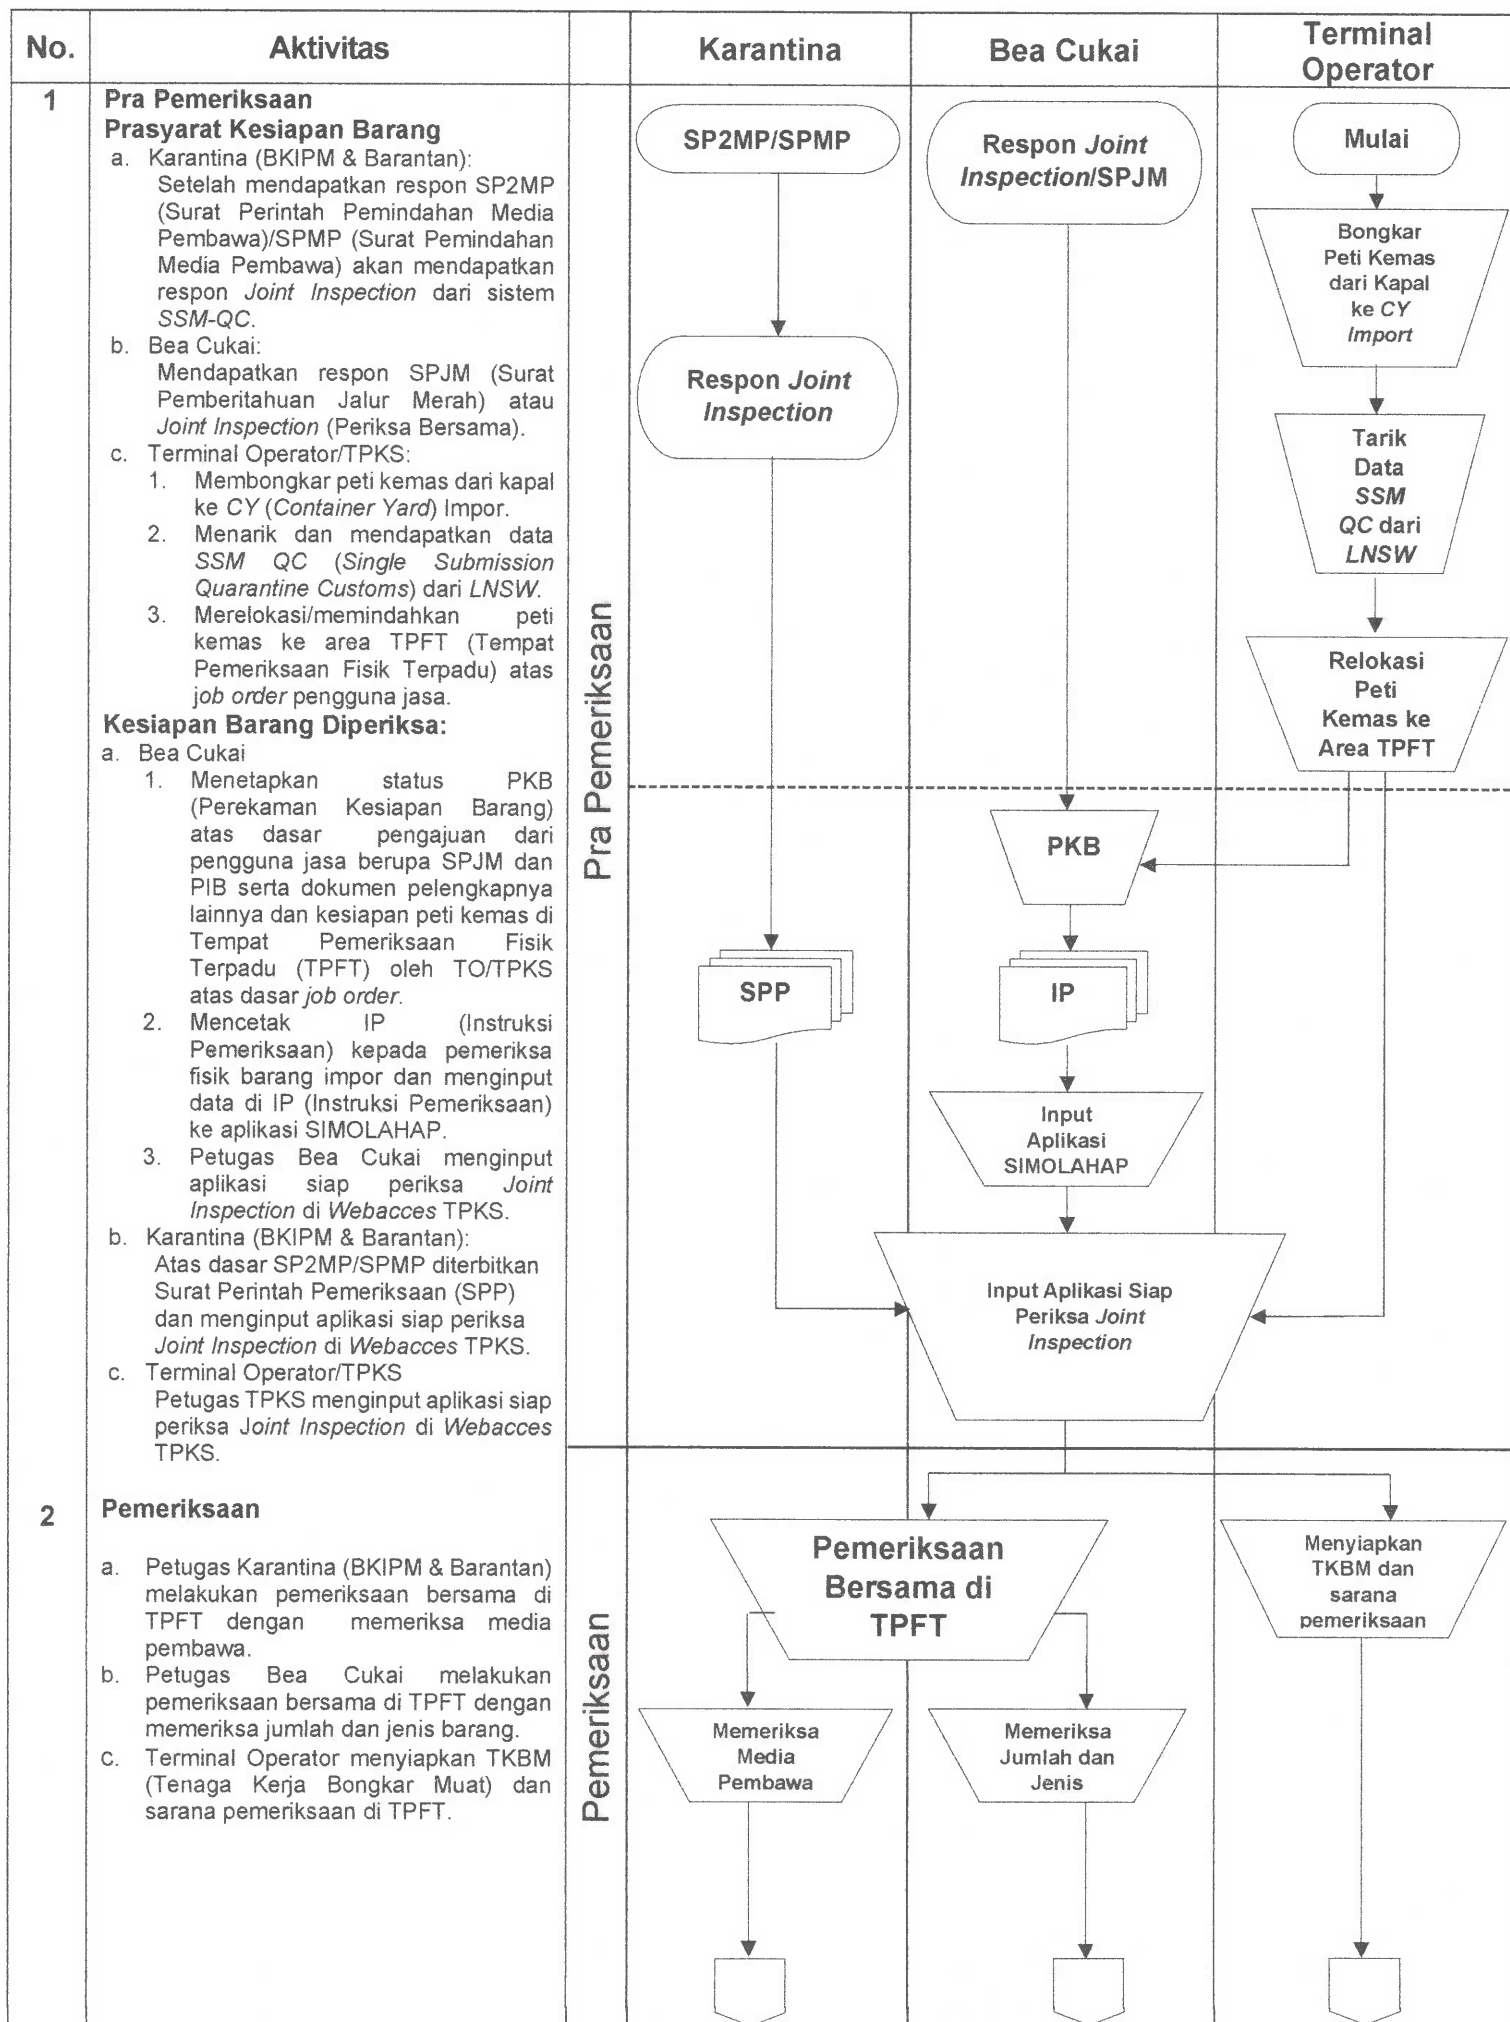 No.
Aktivitas
Karantina
Bea Cukai
Terminal
Operator
1
Pra Pemeriksaan
Prasyarat Kesiapan Barang
a. Karantina (BKIPM & Barantan):
Setelah mendapatkan respon SP2MP
(Surat Perintah Pemindahan Media
Pembawa)/SPMP (Surat Pemindahan
Media Pembawa) akan mendapatkan
respon Joint Inspection dari sistem
SSM-QC.
b. Bea Cukai:
Mendapatkan respon SPJM (Surat
Pemberitahuan Jalur Merah) atau
Joint Inspection (Periksa Bersama).
c. Terminal Operator/TPKS:
1. Membongkar peti kemas dari kapal
ke CY (Container Yard) Impor.
2. Menarik dan mendapatkan data
SSM QC (Single Submission
Quarantine Customs) dari LNSW.
3. Merelokasi/memindahkan peti
kemas ke area TPFT (Tempat
Pemeriksaan Fisik Terpadu) atas
job order pengguna jasa.
Kesiapan Barang Diperiksa:
a. Bea Cukai
1. Menetapkan status PKB
(Perekaman Kesiapan Barang)
atas dasar pengajuan dari
pengguna jasa berupa SPJM dan
PIB serta dokumen pelengkapnya
lainnya dan kesiapan peti kemas di
Tempat Pemeriksaan Fisik
Terpadu (TPFT) oleh TO/TPKS
atas dasar job order.
2. Mencetak IP (Instruksi
Pemeriksaan) kepada pemeriksa
fisik barang impor dan menginput
data di IP (Instruksi Pemeriksaan)
ke aplikasi SIMOLAHAP.
3. Petugas Bea Cukai menginput
aplikasi siap periksa Joint
Inspection di Webacces TPKS.
b. Karantina (BKIPM & Barantan):
Atas dasar SP2MP/SPMP diterbitkan
Surat Perintah Pemeriksaan (SPP)
dan menginput aplikasi siap periksa
Joint Inspection di Webacces TPKS.
c. Terminal Operator/TPKS
Petugas TPKS menginput aplikasi siap
periksa Joint Inspection di Webacces
TPKS.
Pra Pemeriksaan
SP2MP/SPMP
Respon Joint
Inspection
SPP
Respon Joint
Inspection/SPJM
PKB
IP
Input
Aplikasi
SIMOLAHAP
Input Aplikasi Siap
Periksa Joint
Inspection
Mulai
Bongkar
Peti Kemas
dari Kapal
ke CY
Import
Tarik
Data
SSM
QC dari
LNSW
Relokasi
Peti
Kemas ke
Area TPFT
2
Pemeriksaan
a. Petugas Karantina (BKIPM & Barantan)
melakukan pemeriksaan bersama di
TPFT dengan memeriksa media
pembawa.
b. Petugas Bea Cukai melakukan
pemeriksaan bersama di TPFT dengan
memeriksa jumlah dan jenis barang.
c. Terminal Operator menyiapkan TKBM
(Tenaga Kerja Bongkar Muat) dan
sarana pemeriksaan di TPFT.
Pemeriksaan
Pemeriksaan
Bersama di
TPFT
Memeriksa
Media
Pembawa
Memeriksa
Jumlah dan
Jenis
Menyiapkan
TKBM dan
sarana
pemeriksaan